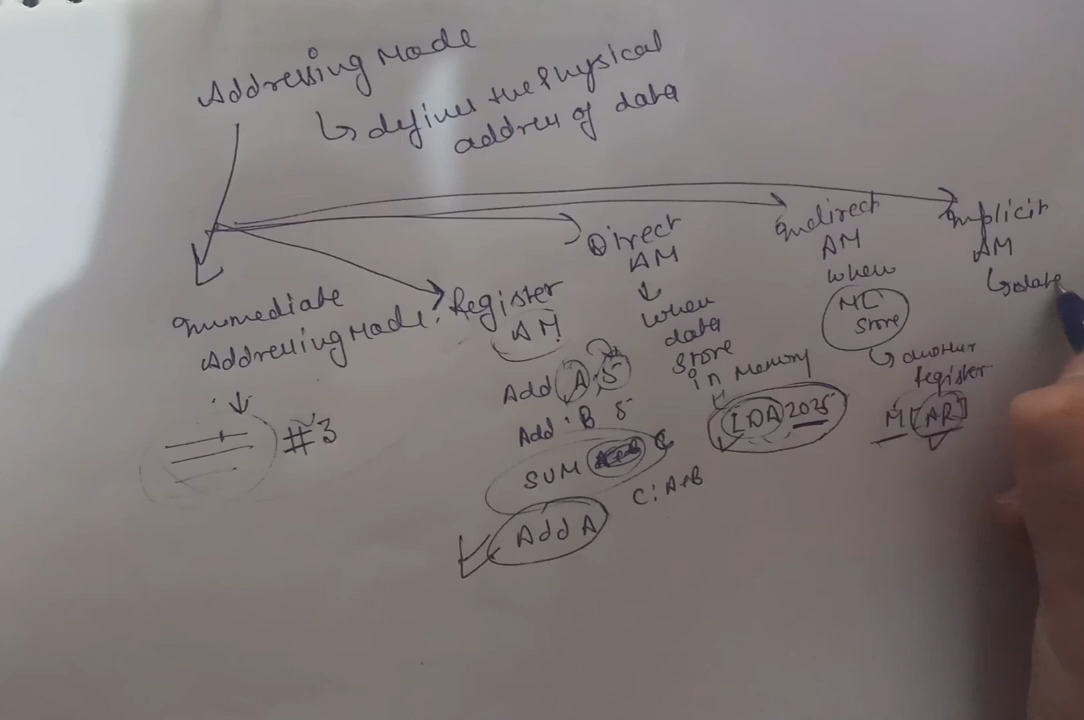 Addressing Mode
↳ defines the Physical
address of data
Immediate
Addressing Mode.
#3
Register
AM
Add A, 5
Add B 5
SUM C
C: A+B
Add A
Direct
AM
↓
when
data
store
in Memory
LDA 2025
Indirect
AM
when
store
↳ another
register
M[AR]
Implicit
AM